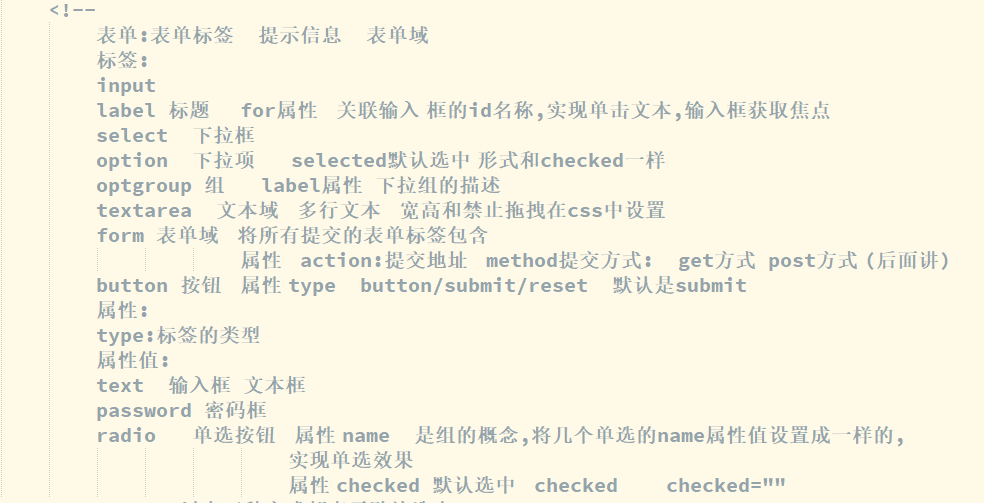 <!--
表单:表单标签 提示信息 表单域
标签:
input
label 标题 for属性 关联输入 框的id名称,实现单击文本,输入框获取焦点
select 下拉框
option 下拉项 selected默认选中 形式和checked一样
optgroup 组 label属性 下拉组的描述
textarea 文本域 多行文本 宽高和禁止拖拽在css中设置
form 表单域 将所有提交的表单标签包含
属性 action:提交地址 method提交方式: get方式 post方式（后面讲）
button 按钮 属性 type button/submit/reset 默认是submit
属性:
type:标签的类型
属性值:
text 输入框 文本框
password 密码框
radio 单选按钮 属性 name 是组的概念,将几个单选的name属性值设置成一样的,
实现单选效果
属性 checked 默认选中 checked checked=""